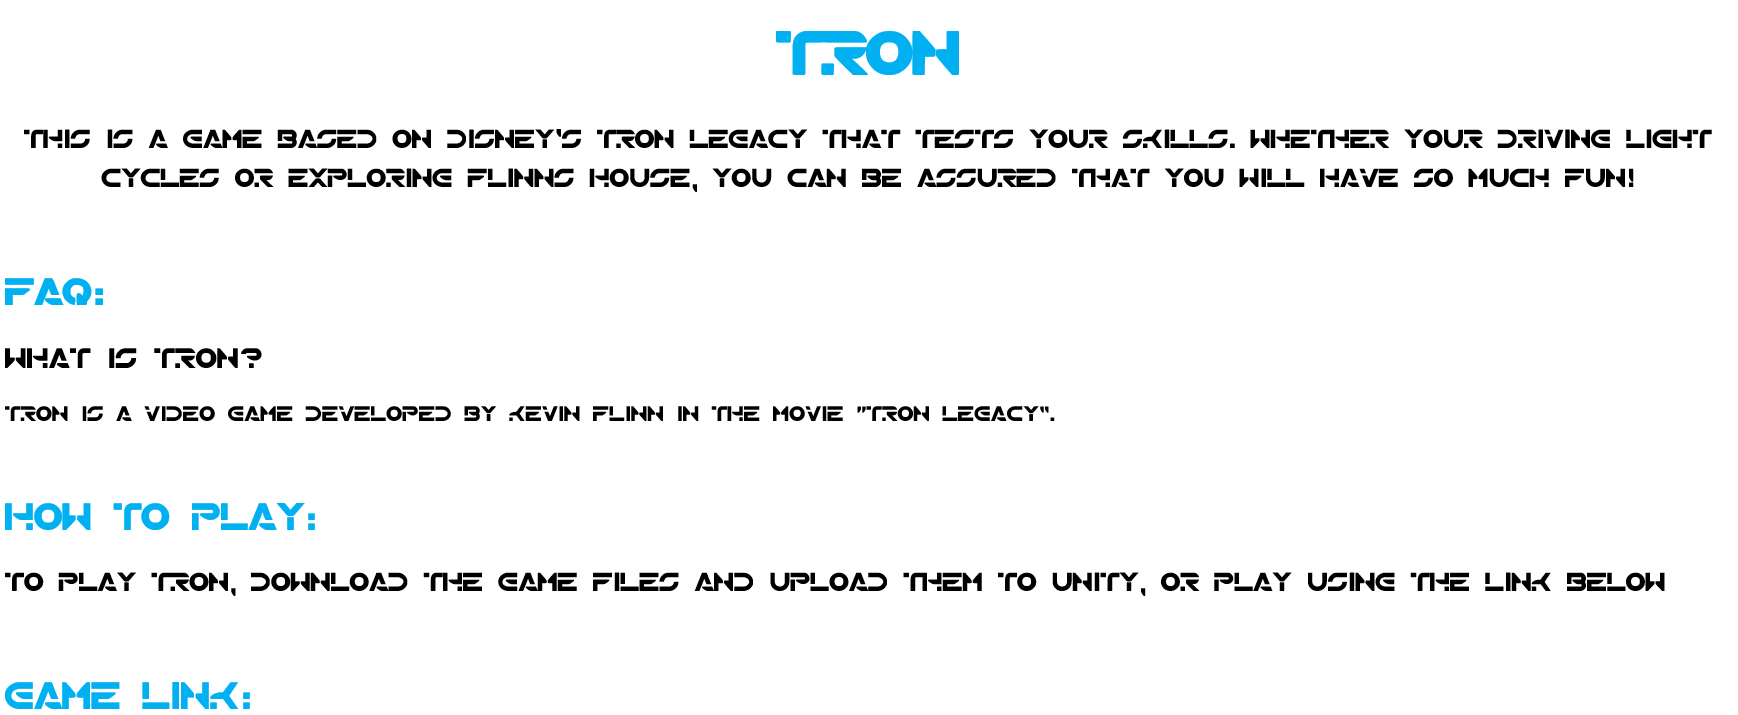 TRON
THIS IS A GAME BASED ON DISNEY'S TRON LEGACY THAT TESTS YOUR SKILLS. WHETHER YOUR DRIVING LIGHT
CYCLES OR EXPLORING FLINNS HOUSE, YOU CAN BE ASSURED THAT YOU WILL HAVE SO MUCH FUN!
FAQ:
WHAT IS TRON?
TRON IS A VIDEO GAME DEVELOPED BY KEVIN FLINN IN THE MOVIE "TRON LEGACY".
HOW TO PLAY:
TO PLAY TRON, DOWNLOAD THE GAME FILES AND UPLOAD THEM TO UNITY, OR PLAY USING THE LINK BELOW
GAME LINK: